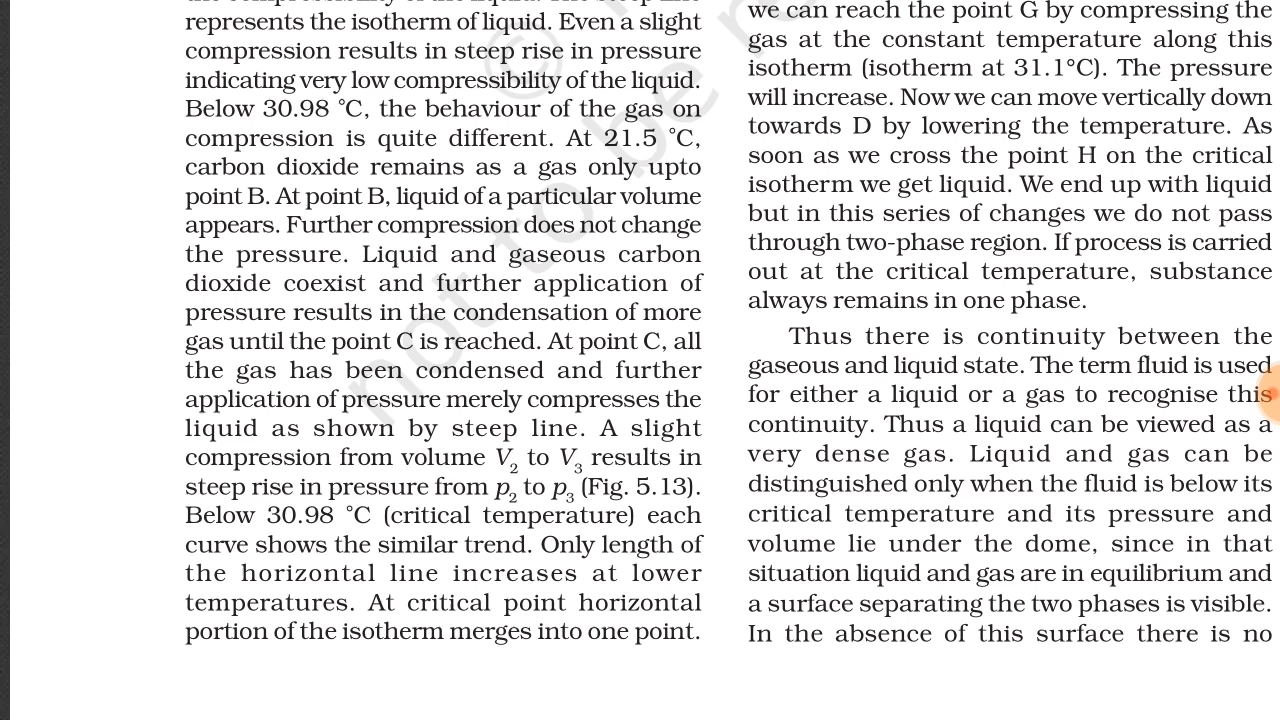 represents the isotherm of liquid. Even a slight
compression results in steep rise in pressure
indicating very low compressibility of the liquid.
Below 30.98 °C, the behaviour of the gas on
compression is quite different. At 21.5 °C,
carbon dioxide remains as a gas only upto
point B. At point B, liquid of a particular volume
appears. Further compression does not change
the pressure. Liquid and gaseous carbon
dioxide coexist and further application of
pressure results in the condensation of more
gas until the point C is reached. At point C, all
the gas has been condensed and further
application of pressure merely compresses the
liquid as shown by steep line. A slight
compression from volume V₂ to V₃ results in
steep rise in pressure from p₂ to p₃ (Fig. 5.13).
Below 30.98 °C (critical temperature) each
curve shows the similar trend. Only length of
the horizontal line increases at lower
temperatures. At critical point horizontal
portion of the isotherm merges into one point.
we can reach the point G by compressing the
gas at the constant temperature along this
isotherm (isotherm at 31.1°C). The pressure
will increase. Now we can move vertically down
towards D by lowering the temperature. As
soon as we cross the point H on the critical
isotherm we get liquid. We end up with liquid
but in this series of changes we do not pass
through two-phase region. If process is carried
out at the critical temperature, substance
always remains in one phase.
Thus there is continuity between the
gaseous and liquid state. The term fluid is used
for either a liquid or a gas to recognise this
continuity. Thus a liquid can be viewed as a
very dense gas. Liquid and gas can be
distinguished only when the fluid is below its
critical temperature and its pressure and
volume lie under the dome, since in that
situation liquid and gas are in equilibrium and
a surface separating the two phases is visible.
In the absence of this surface there is no
© not to be